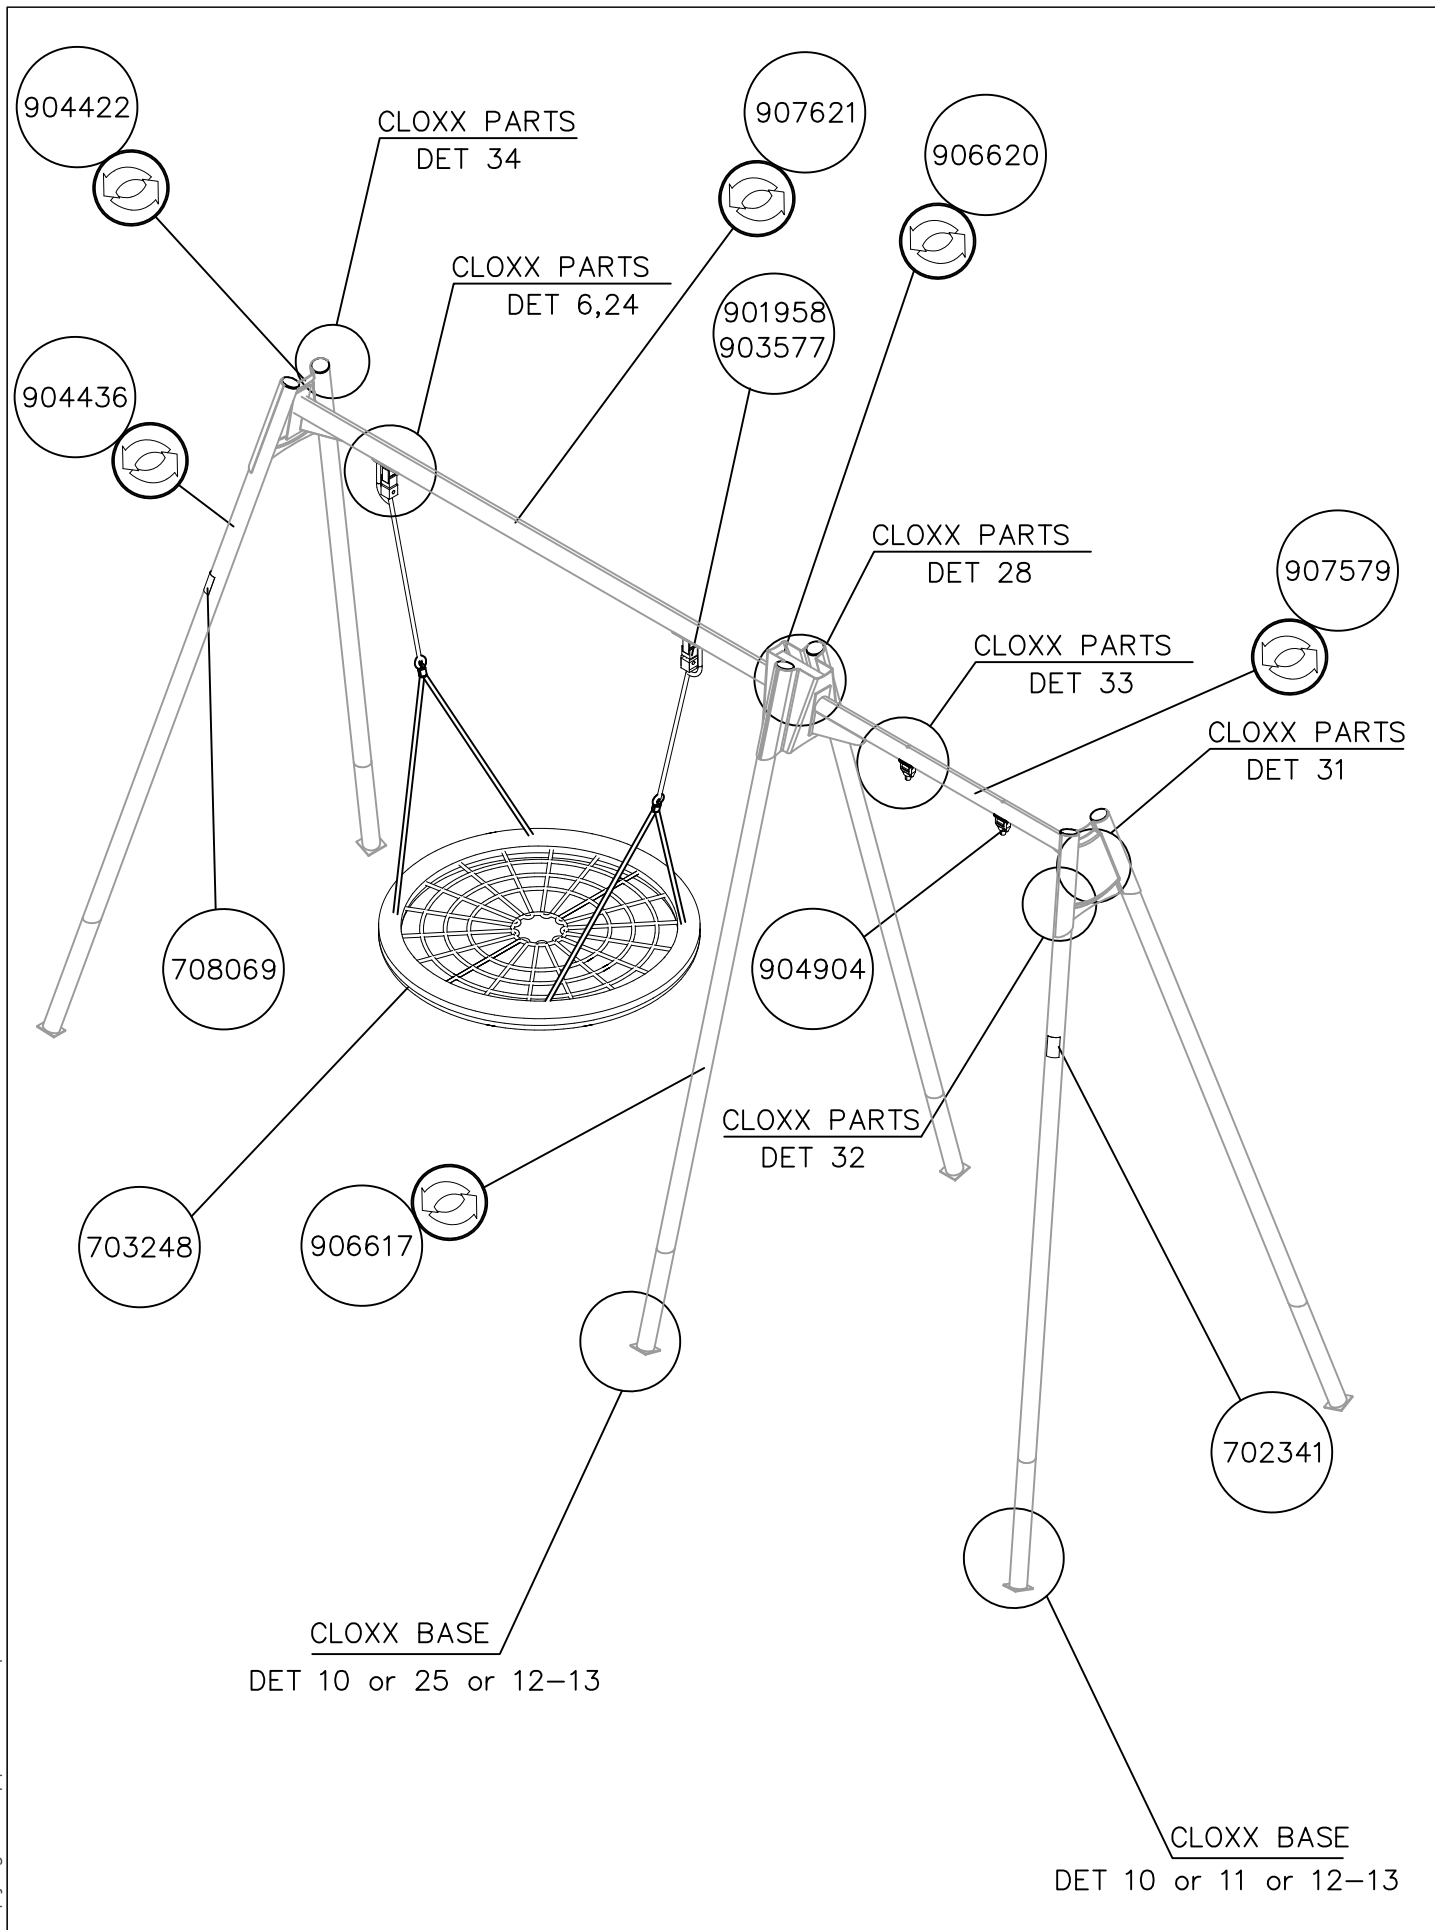 904422
CLOXX PARTS
DET 34
907621
906620
CLOXX PARTS
DET 6,24
901958
903577
904436
CLOXX PARTS
DET 28
907579
CLOXX PARTS
DET 33
CLOXX PARTS
DET 31
708069
904904
CLOXX PARTS
DET 32
703248
906617
702341
CLOXX BASE
DET 10 or 25 or 12-13
CLOXX BASE
DET 10 or 11 or 12-13